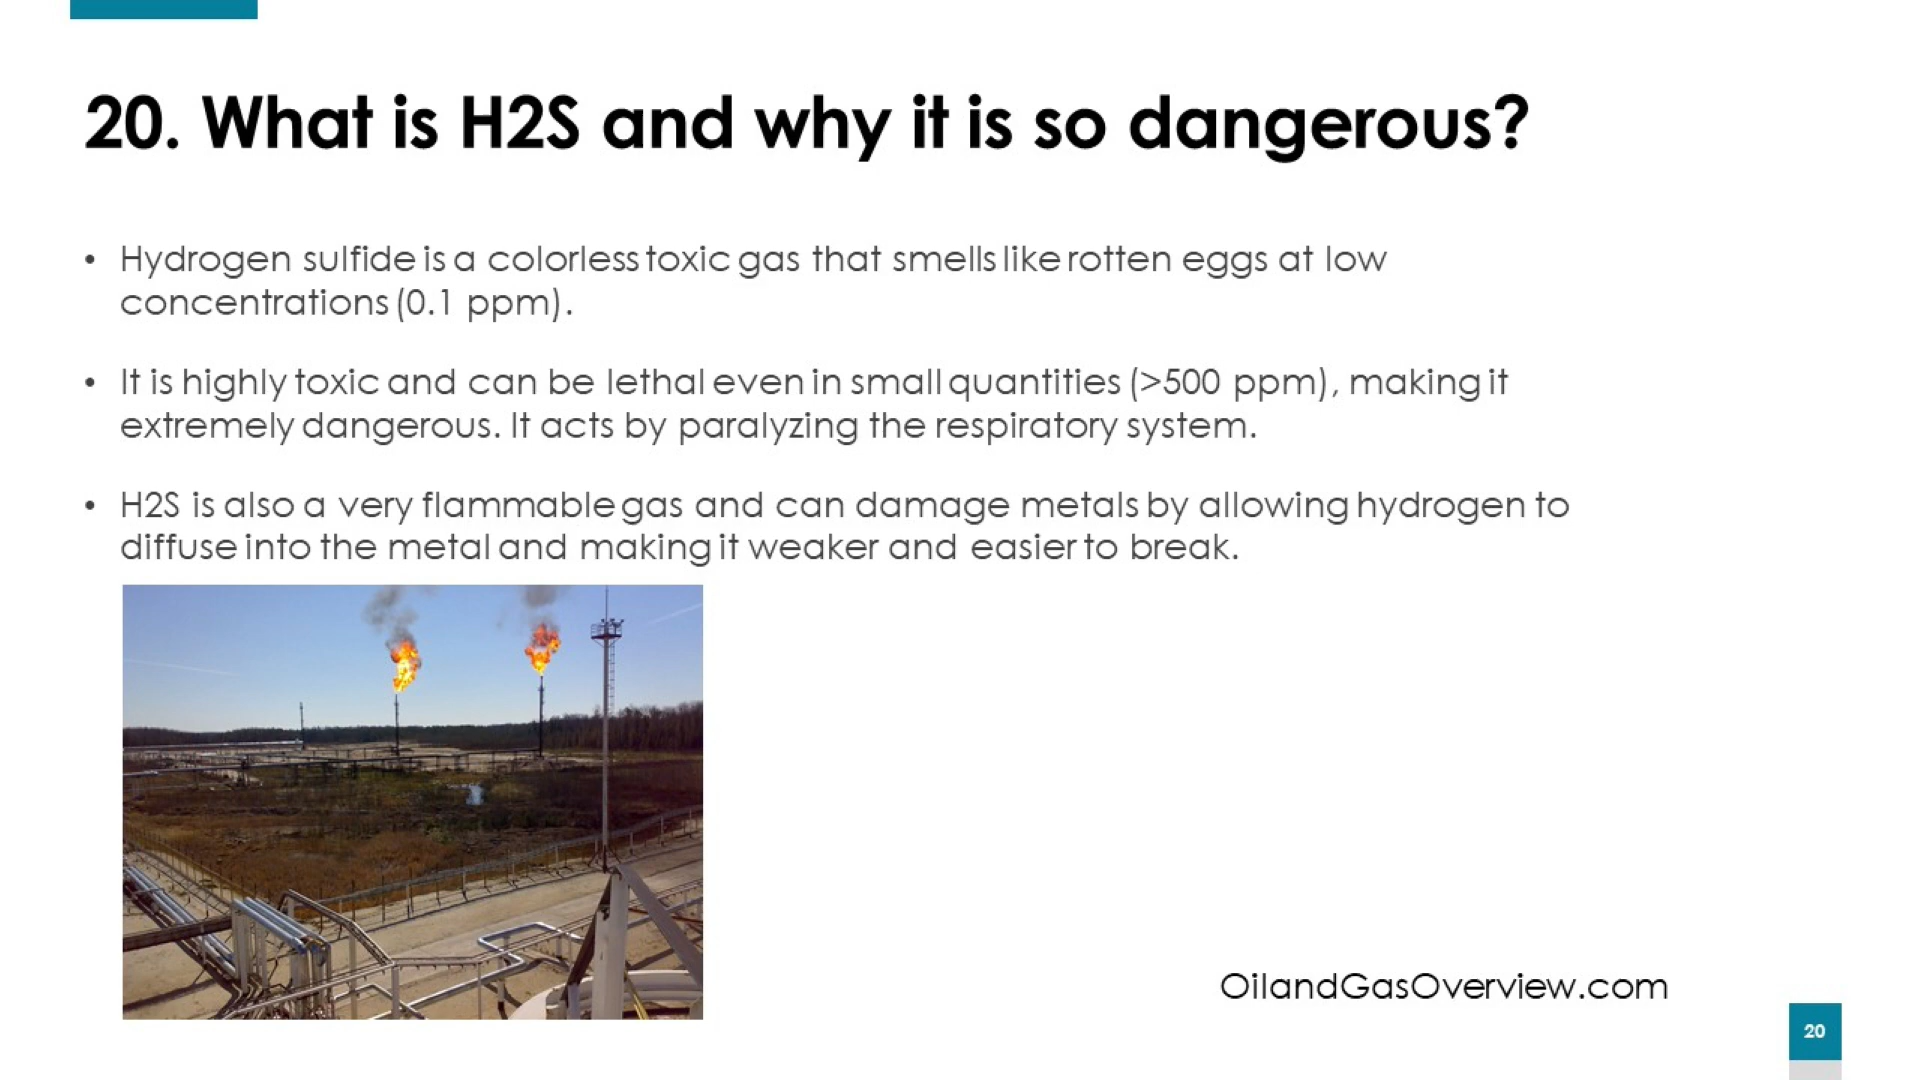 20. What is H2S and why it is so dangerous?
• Hydrogen sulfide is a colorless toxic gas that smells like rotten eggs at low
concentrations (0.1 ppm).
• It is highly toxic and can be lethal even in small quantities (>500 ppm), making it
extremely dangerous. It acts by paralyzing the respiratory system.
• H2S is also a very flammable gas and can damage metals by allowing hydrogen to
diffuse into the metal and making it weaker and easier to break.
OilandGasOverview.com
20